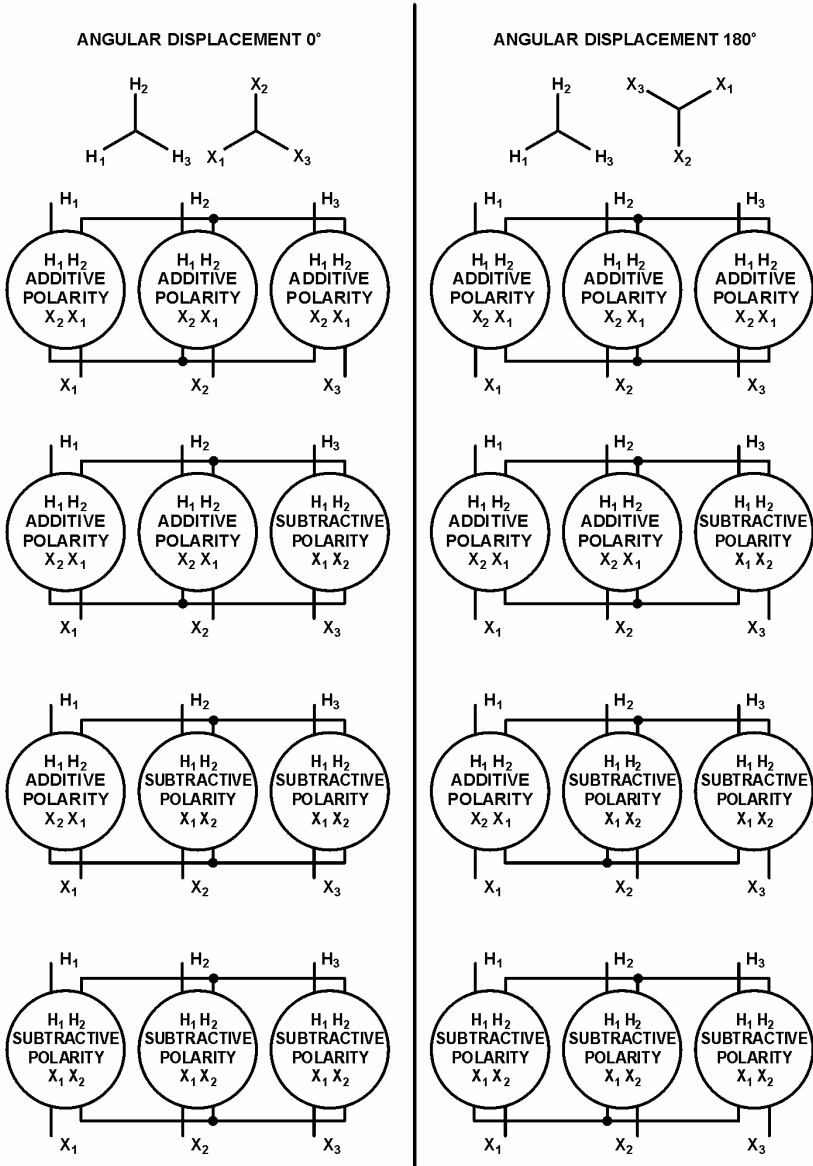 ANGULAR DISPLACEMENT 0°
H₂ X₂
H₁ H₃ X₁ X₃
H₁ H₂ H₃
H₁ H₂ H₁ H₂ H₁ H₂
ADDITIVE ADDITIVE ADDITIVE
POLARITY POLARITY POLARITY
X₂ X₁ X₂ X₁ X₂ X₁
X₁ X₂ X₃
H₁ H₂ H₃
H₁ H₂ H₁ H₂ H₁ H₂
ADDITIVE ADDITIVE SUBTRACTIVE
POLARITY POLARITY POLARITY
X₂ X₁ X₂ X₁ X₁ X₂
X₁ X₂ X₃
H₁ H₂ H₃
H₁ H₂ H₁ H₂ H₁ H₂
ADDITIVE SUBTRACTIVE SUBTRACTIVE
POLARITY POLARITY POLARITY
X₂ X₁ X₁ X₂ X₁ X₂
X₁ X₂ X₃
H₁ H₂ H₃
H₁ H₂ H₁ H₂ H₁ H₂
SUBTRACTIVE SUBTRACTIVE SUBTRACTIVE
POLARITY POLARITY POLARITY
X₁ X₂ X₁ X₂ X₁ X₂
X₁ X₂ X₃
ANGULAR DISPLACEMENT 180°
H₂ X₃ X₁
H₁ H₃ X₂
H₁ H₂ H₃
H₁ H₂ H₁ H₂ H₁ H₂
ADDITIVE ADDITIVE ADDITIVE
POLARITY POLARITY POLARITY
X₂ X₁ X₂ X₁ X₂ X₁
X₁ X₂ X₃
H₁ H₂ H₃
H₁ H₂ H₁ H₂ H₁ H₂
ADDITIVE ADDITIVE SUBTRACTIVE
POLARITY POLARITY POLARITY
X₂ X₁ X₂ X₁ X₁ X₂
X₁ X₂ X₃
H₁ H₂ H₃
H₁ H₂ H₁ H₂ H₁ H₂
ADDITIVE SUBTRACTIVE SUBTRACTIVE
POLARITY POLARITY POLARITY
X₂ X₁ X₁ X₂ X₁ X₂
X₁ X₂ X₃
H₁ H₂ H₃
H₁ H₂ H₁ H₂ H₁ H₂
SUBTRACTIVE SUBTRACTIVE SUBTRACTIVE
POLARITY POLARITY POLARITY
X₁ X₂ X₁ X₂ X₁ X₂
X₁ X₂ X₃